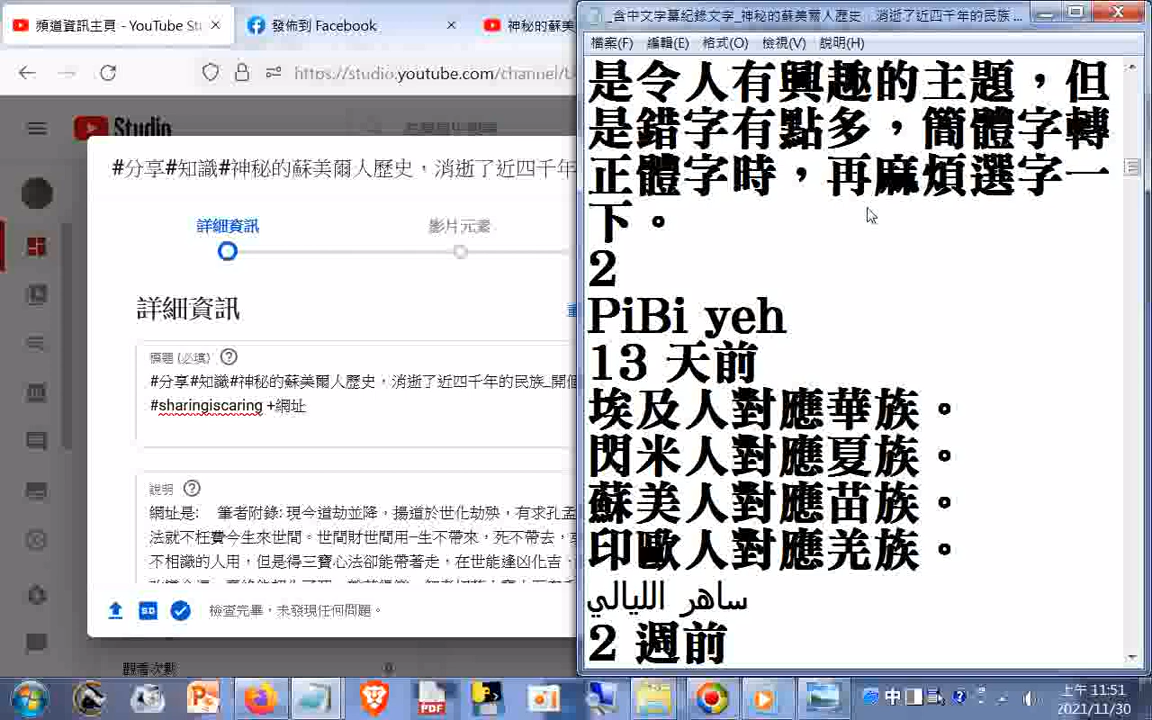 頻道資訊主頁 - YouTube St
發佈到 Facebook
神秘的蘇美
https://studio.youtube.com/channel/U
Studio
#分享#知識#神秘的蘇美爾人歷史，消逝了近四千年
詳細資訊
影片元素
詳細資訊
標題 (必填)
#分享#知識#神秘的蘇美爾人歷史，消逝了近四千年的民族_開個
#sharingiscaring +網址
說明
網址是: 筆者附錄: 現今道劫並降，揚道於世化劫殃，有求孔孟
法就不枉費今生來世間。世間財世間用一生不帶來，死不帶去，
不相識的人用，但是得三寶心法卻能帶著走，在世能逢凶化吉
檢查完畢，未發現任何問題。
觀看次數
0
_含中文字幕紀錄文字_神秘的蘇美爾人歷史 消逝了近四千年的民族 ...
檔案(F) 編輯(E) 格式(O) 檢視(V) 說明(H)
是令人有興趣的主題，但
是錯字有點多，簡體字轉
正體字時，再麻煩選字一
下。
2
PiBi yeh
13 天前
埃及人對應華族。
閃米人對應夏族。
蘇美人對應苗族。
印歐人對應羌族。
ساهر الليالي
2 週前
中
上午 11:51
2021/11/30